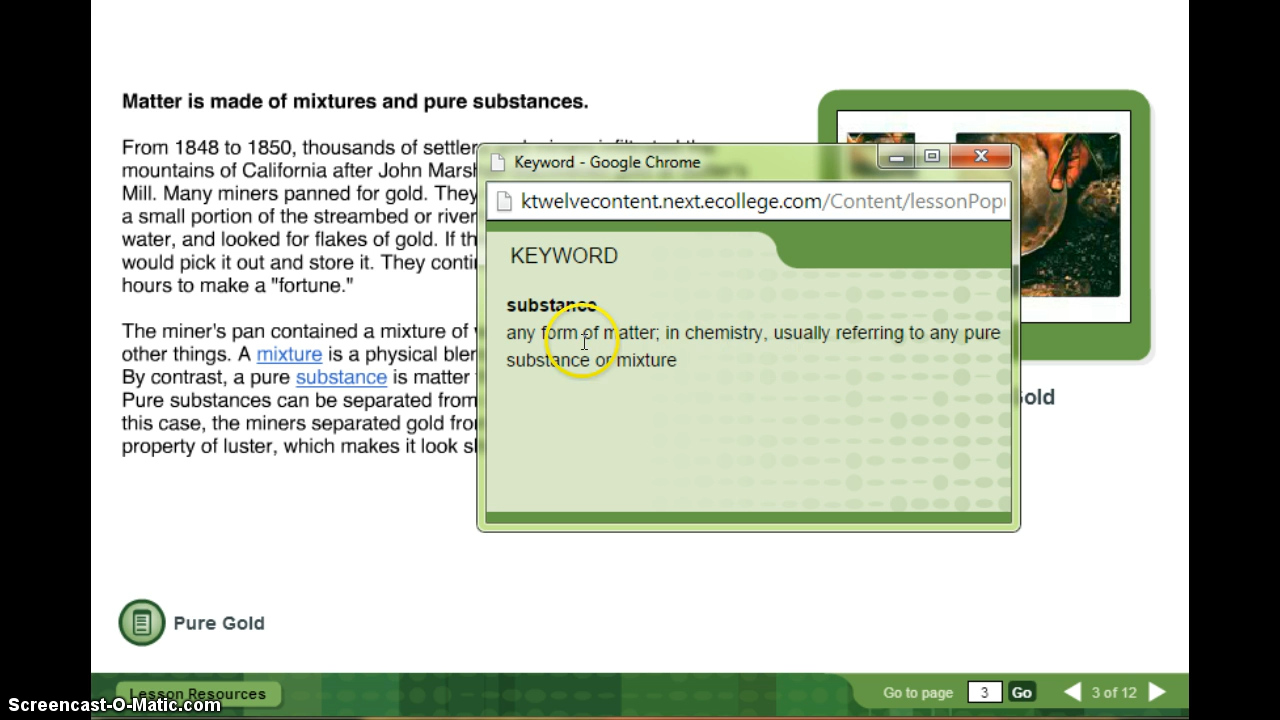 Matter is made of mixtures and pure substances.
From 1848 to 1850, thousands of settler
mountains of California after John Marsh
Mill. Many miners panned for gold. They
a small portion of the streambed or river
water, and looked for flakes of gold. If th
would pick it out and store it. They conti
hours to make a "fortune."
The miner's pan contained a mixture of
other things. A mixture is a physical blen
By contrast, a pure substance is matter
Pure substances can be separated from
this case, the miners separated gold fro
property of luster, which makes it look s
Keyword - Google Chrome
ktwelvecontent.next.ecollege.com/Content/lessonPopu
KEYWORD
substance
any form of matter; in chemistry, usually referring to any pure
substance or mixture
Gold
Pure Gold
Lesson Resources
Go to page 3 Go 3 of 12
Screencast-O-Matic.com